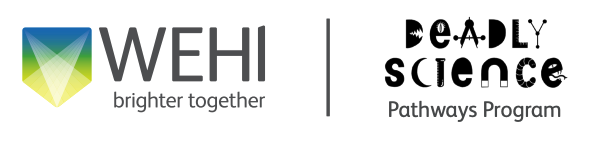 WEHI
brighter together
DEADLY
SCIENCE
Pathways Program